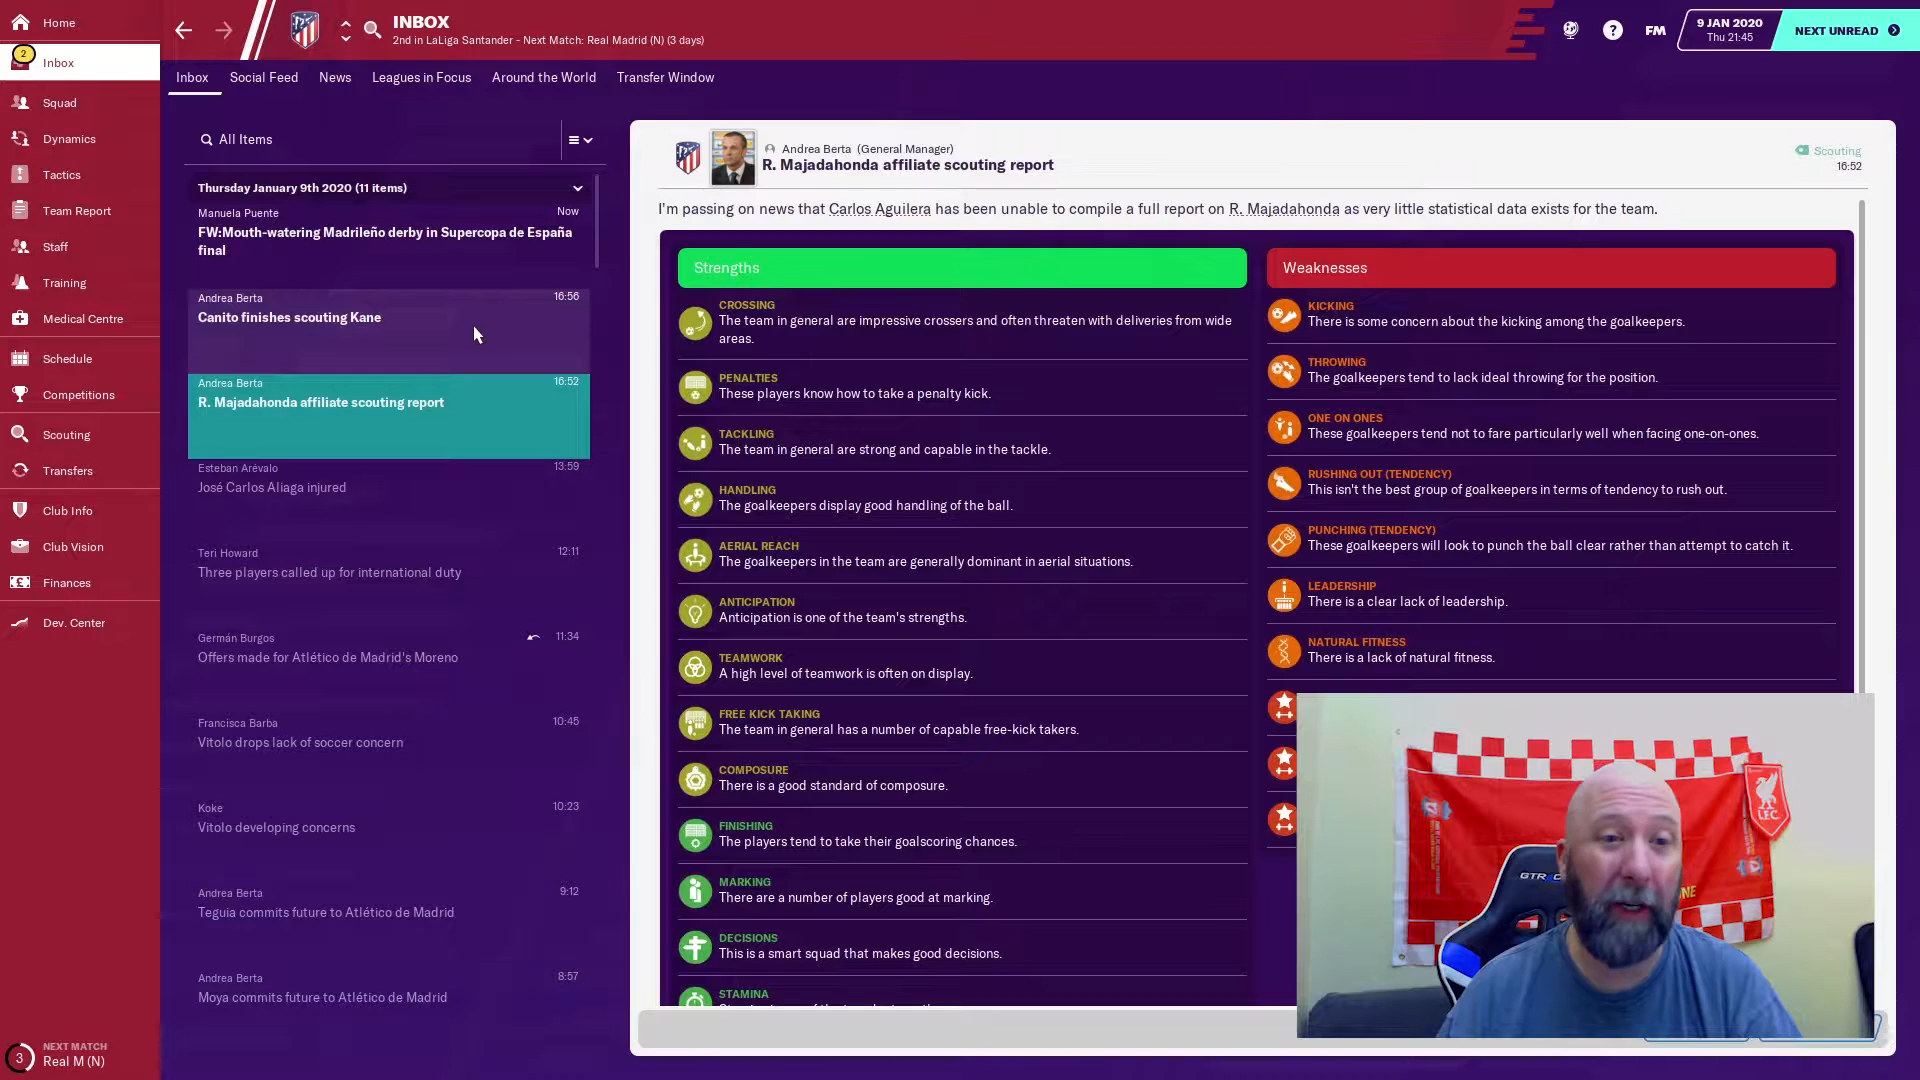 Home
2
Inbox
Squad
Dynamics
Tactics
Team Report
Staff
Training
Medical Centre
Schedule
Competitions
Scouting
Transfers
Club Info
Club Vision
Finances
Dev. Center
NEXT MATCH
3
Real M (N)
INBOX
2nd in LaLiga Santander - Next Match: Real Madrid (N) (3 days)
FM
9 JAN 2020
Thu 21:45
NEXT UNREAD
Inbox Social Feed News Leagues in Focus Around the World Transfer Window
All Items
Thursday January 9th 2020 (11 items)
Manuela Puente Now
FW:Mouth-watering Madrileño derby in Supercopa de España
final
Andrea Berta 16:56
Canito finishes scouting Kane
Andrea Berta 16:52
R. Majadahonda affiliate scouting report
Esteban Arévalo 13:59
José Carlos Aliaga injured
Teri Howard 12:11
Three players called up for international duty
Germán Burgos 11:34
Offers made for Atlético de Madrid's Moreno
Francisca Barba 10:45
Vitolo drops lack of soccer concern
Koke 10:23
Vitolo developing concerns
Andrea Berta 9:12
Teguia commits future to Atlético de Madrid
Andrea Berta 8:57
Moya commits future to Atlético de Madrid
Andrea Berta (General Manager)
R. Majadahonda affiliate scouting report
Scouting
16:52
I'm passing on news that Carlos Aguilera has been unable to compile a full report on R. Majadahonda as very little statistical data exists for the team.
Strengths
CROSSING
The team in general are impressive crossers and often threaten with deliveries from wide
areas.
PENALTIES
These players know how to take a penalty kick.
TACKLING
The team in general are strong and capable in the tackle.
HANDLING
The goalkeepers display good handling of the ball.
AERIAL REACH
The goalkeepers in the team are generally dominant in aerial situations.
ANTICIPATION
Anticipation is one of the team's strengths.
TEAMWORK
A high level of teamwork is often on display.
FREE KICK TAKING
The team in general has a number of capable free-kick takers.
COMPOSURE
There is a good standard of composure.
FINISHING
The players tend to take their goalscoring chances.
MARKING
There are a number of players good at marking.
DECISIONS
This is a smart squad that makes good decisions.
STAMINA
Weaknesses
KICKING
There is some concern about the kicking among the goalkeepers.
THROWING
The goalkeepers tend to lack ideal throwing for the position.
ONE ON ONES
These goalkeepers tend not to fare particularly well when facing one-on-ones.
RUSHING OUT (TENDENCY)
This isn't the best group of goalkeepers in terms of tendency to rush out.
PUNCHING (TENDENCY)
These goalkeepers will look to punch the ball clear rather than attempt to catch it.
LEADERSHIP
There is a clear lack of leadership.
NATURAL FITNESS
There is a lack of natural fitness.
L.F.C.